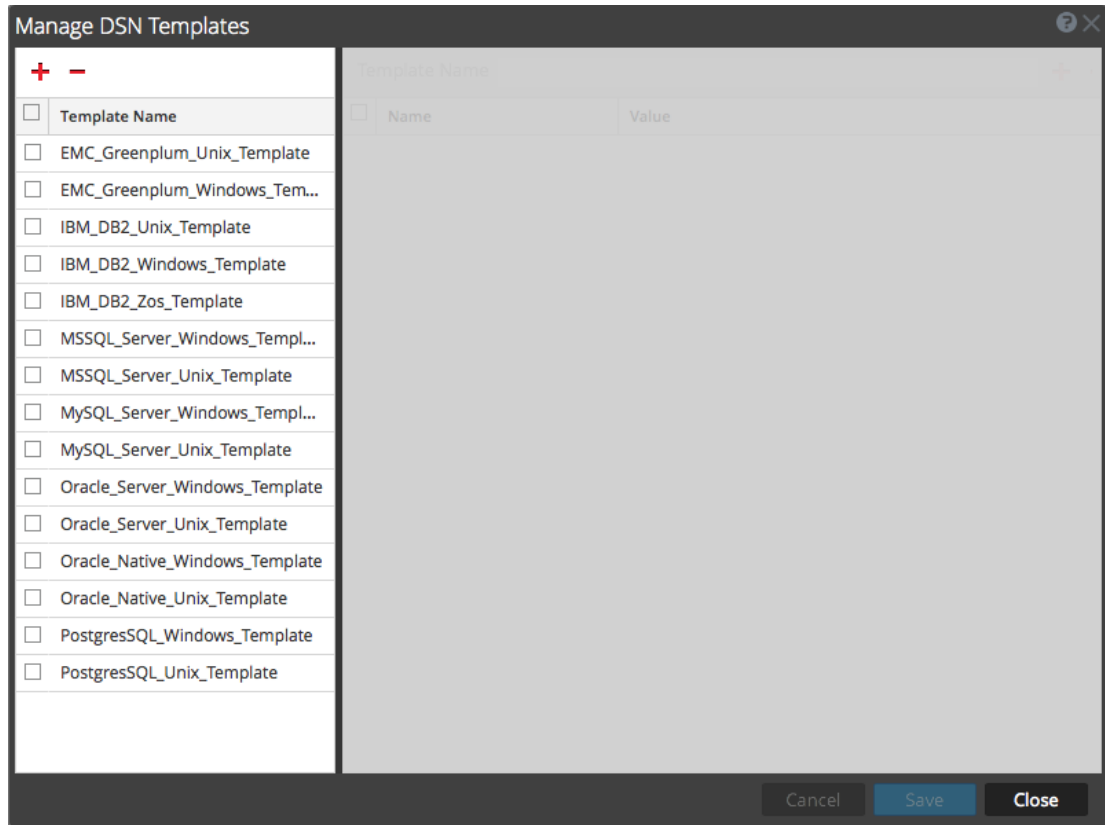 Manage DSN Templates
Template Name
Template Name
Name Value
EMC_Greenplum_Unix_Template
EMC_Greenplum_Windows_Tem...
IBM_DB2_Unix_Template
IBM_DB2_Windows_Template
IBM_DB2_Zos_Template
MSSQL_Server_Windows_Templ...
MSSQL_Server_Unix_Template
MySQL_Server_Windows_Templ...
MySQL_Server_Unix_Template
Oracle_Server_Windows_Template
Oracle_Server_Unix_Template
Oracle_Native_Windows_Template
Oracle_Native_Unix_Template
PostgresSQL_Windows_Template
PostgresSQL_Unix_Template
Cancel Save Close